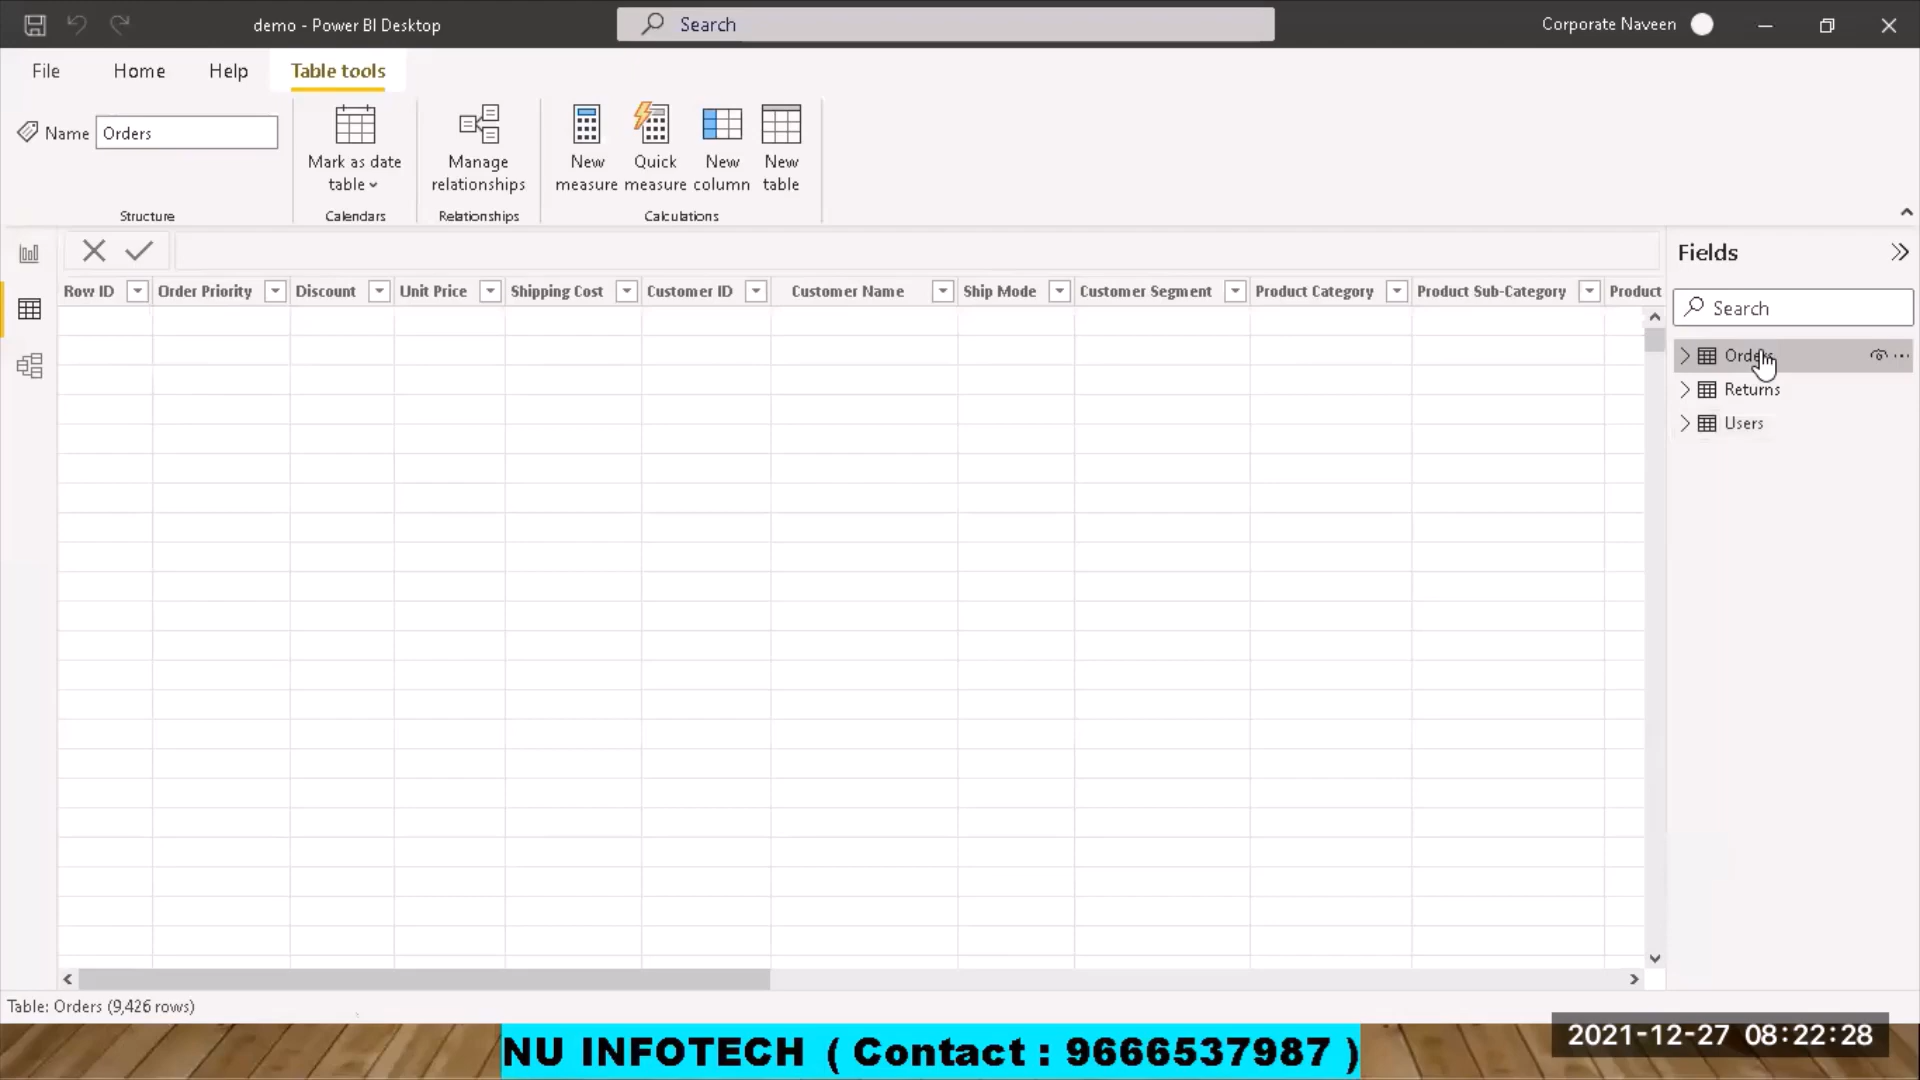 demo - Power BI Desktop
Search
Corporate Naveen
File
Home
Help
Table tools
Name
Orders
Mark as date
table
Manage
relationships
New
measure
Quick
measure
New
column
New
table
Structure
Calendars
Relationships
Calculations
Fields
Search
Row ID
Order Priority
Discount
Unit Price
Shipping Cost
Customer ID
Customer Name
Ship Mode
Customer Segment
Product Category
Product Sub-Category
Product
Orders
Returns
Users
Table: Orders (9,426 rows)
NU INFOTECH ( Contact : 9666537987 )
2021-12-27 08:22:28